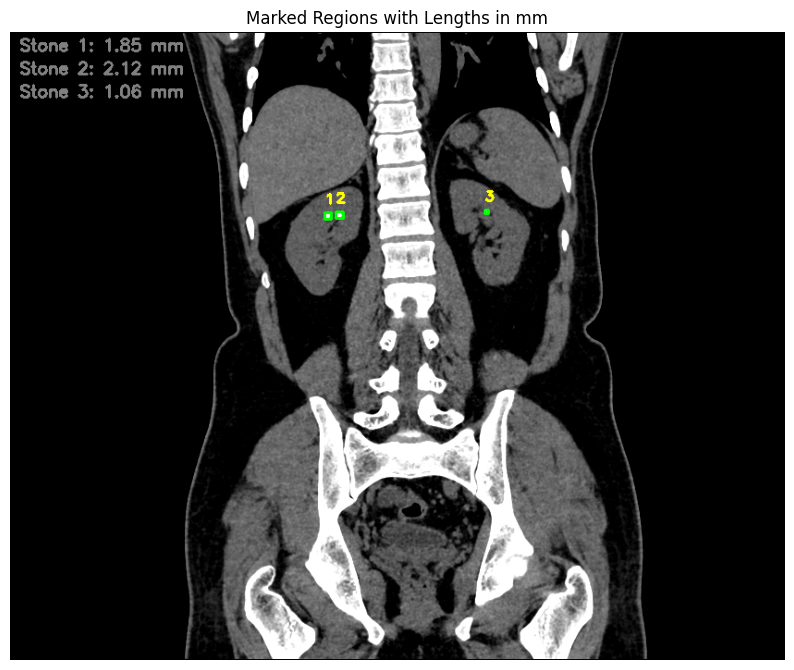 Marked Regions with Lengths in mm
Stone 1: 1.85 mm
Stone 2: 2.12 mm
Stone 3: 1.06 mm
1 2
3